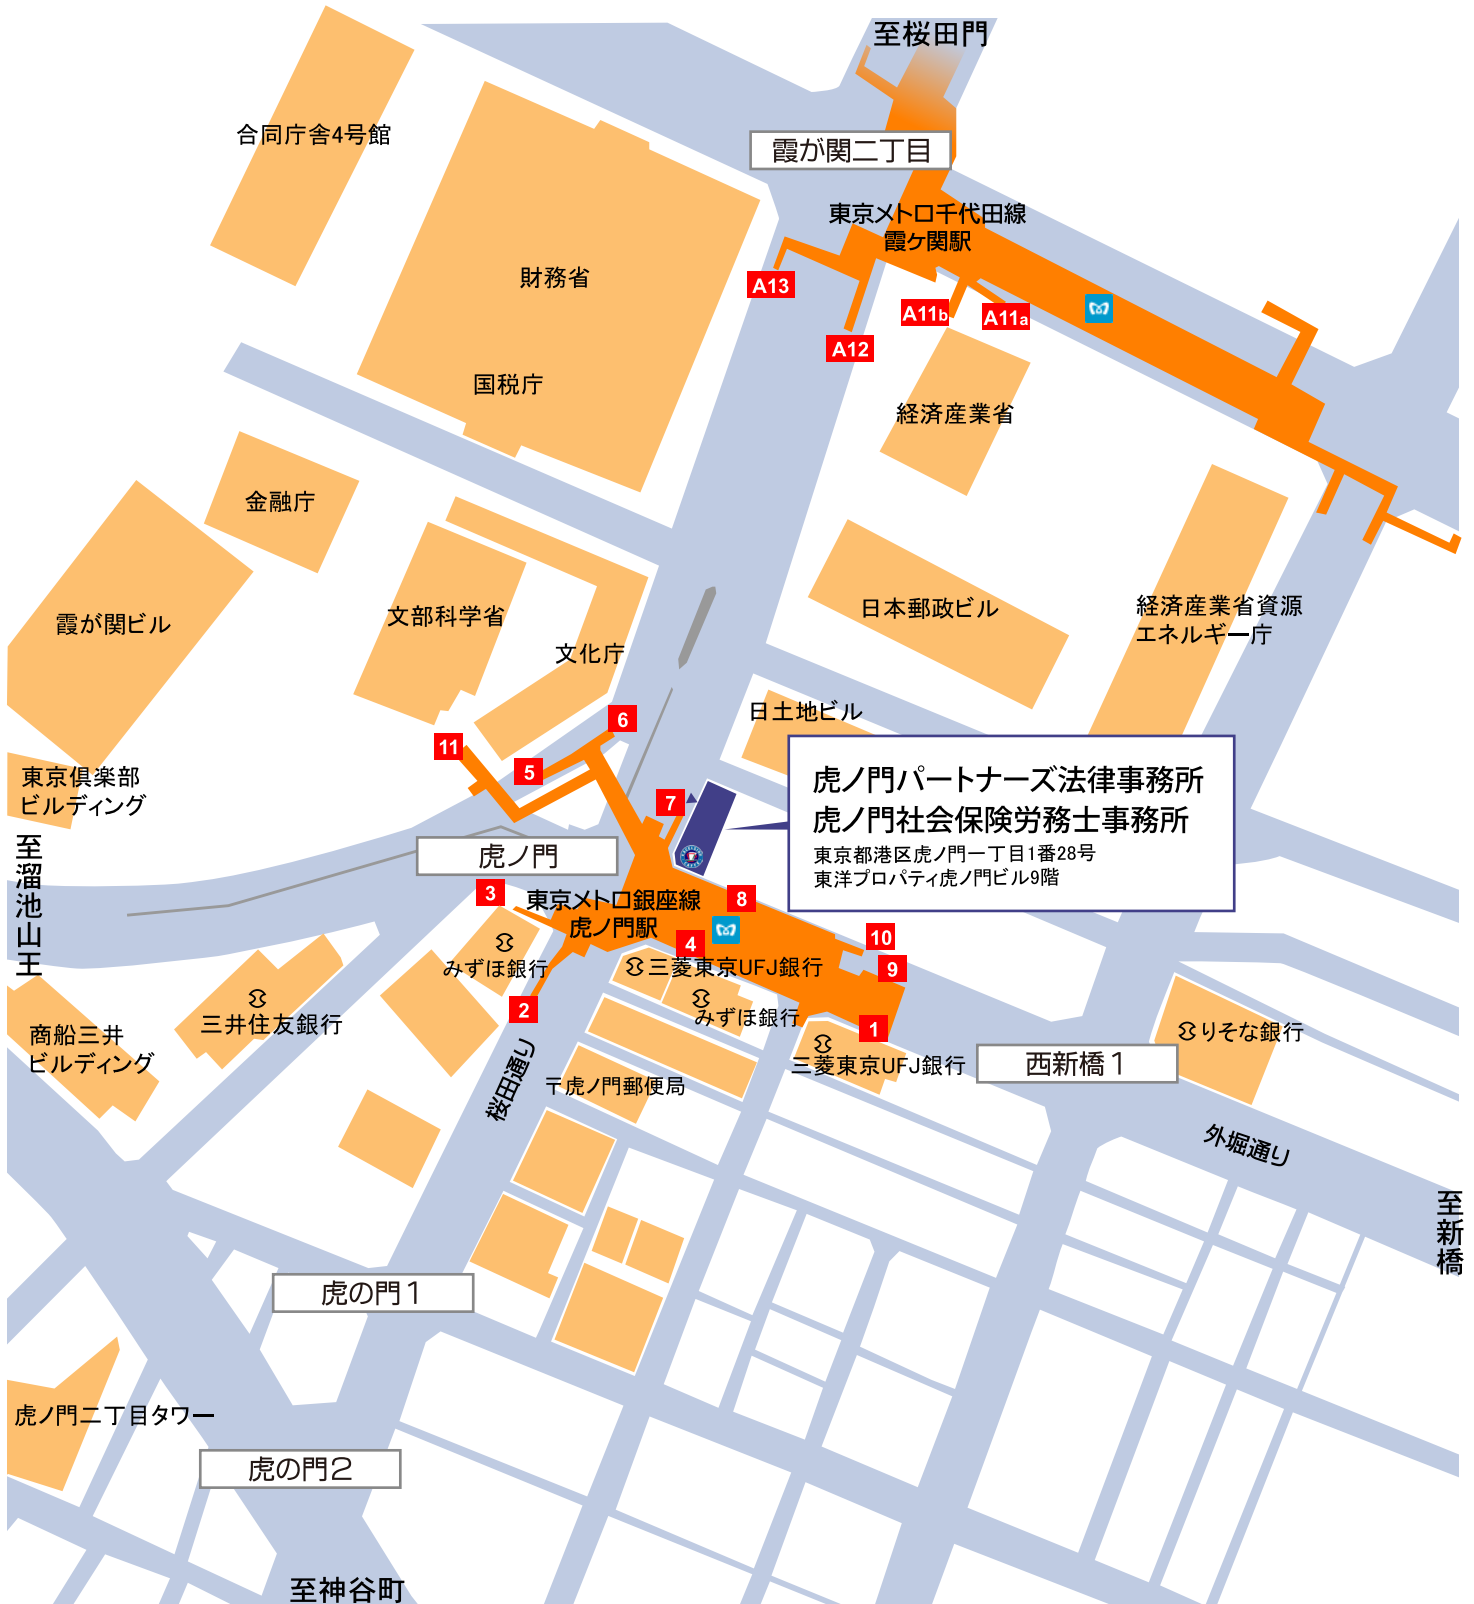 至桜田門
合同庁舎4号館
霞が関二丁目
東京メトロ千代田線
霞ヶ関駅
財務省
A13
A11b
A11a
A12
国税庁
経済産業省
金融庁
日本郵政ビル
経済産業省資源
エネルギー庁
霞が関ビル
文部科学省
文化庁
日土地ビル
6
11
5
7
東京倶楽部
ビルディング
虎ノ門パートナーズ法律事務所
虎ノ門社会保険労務士事務所
東京都港区虎ノ門一丁目1番28号
東洋プロパティ虎ノ門ビル9階
至溜池山王
虎ノ門
3
東京メトロ銀座線
虎ノ門駅
8
10
4
9
みずほ銀行
三菱東京UFJ銀行
2
みずほ銀行
1
三井住友銀行
商船三井
ビルディング
三菱東京UFJ銀行
西新橋1
りそな銀行
桜田通り
〒虎ノ門郵便局
外堀通り
至新橋
虎の門1
虎ノ門二丁目タワー
虎の門2
至神谷町